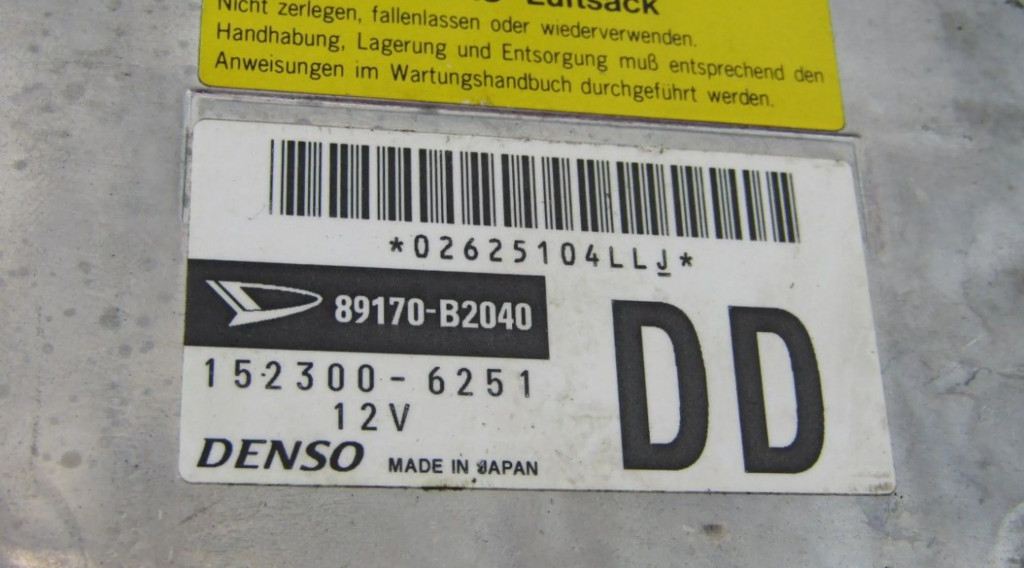 Luftsack
Nicht zerlegen, fallenlassen oder wiederverwenden.
Handhabung, Lagerung und Entsorgung muß entsprechend den
Anweisungen im Wartungshandbuch durchgeführt werden.
*02625104LLJ*
89170-B2040
152300-6251
12V
DENSO MADE IN JAPAN
DD